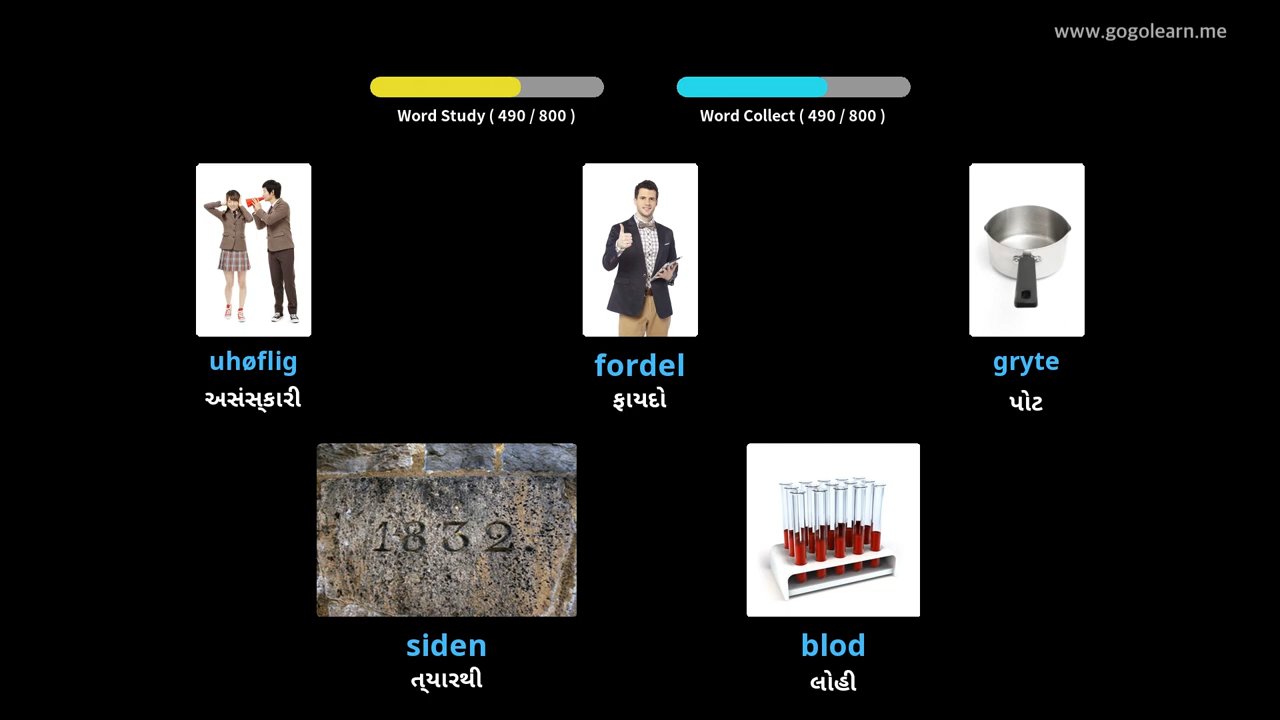 www.gogolearn.me
Word Study ( 490 / 800 )
Word Collect ( 490 / 800 )
uhøflig
અસંસ્કારી
fordel
ફાયદો
gryte
પોટ
1832
siden
ત્યારથી
blod
લોહી